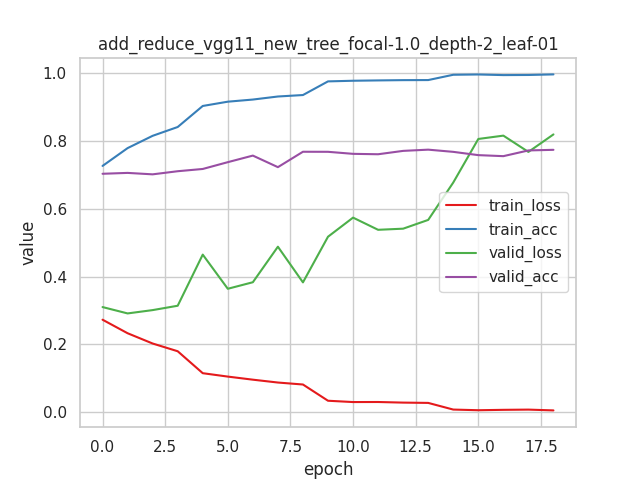 add_reduce_vgg11_new_tree_focal-1.0_depth-2_leaf-01
1.0
0.8
0.6
0.4
0.2
0.0
value
train_loss
train_acc
valid_loss
valid_acc
0.0 2.5 5.0 7.5 10.0 12.5 15.0 17.5
epoch